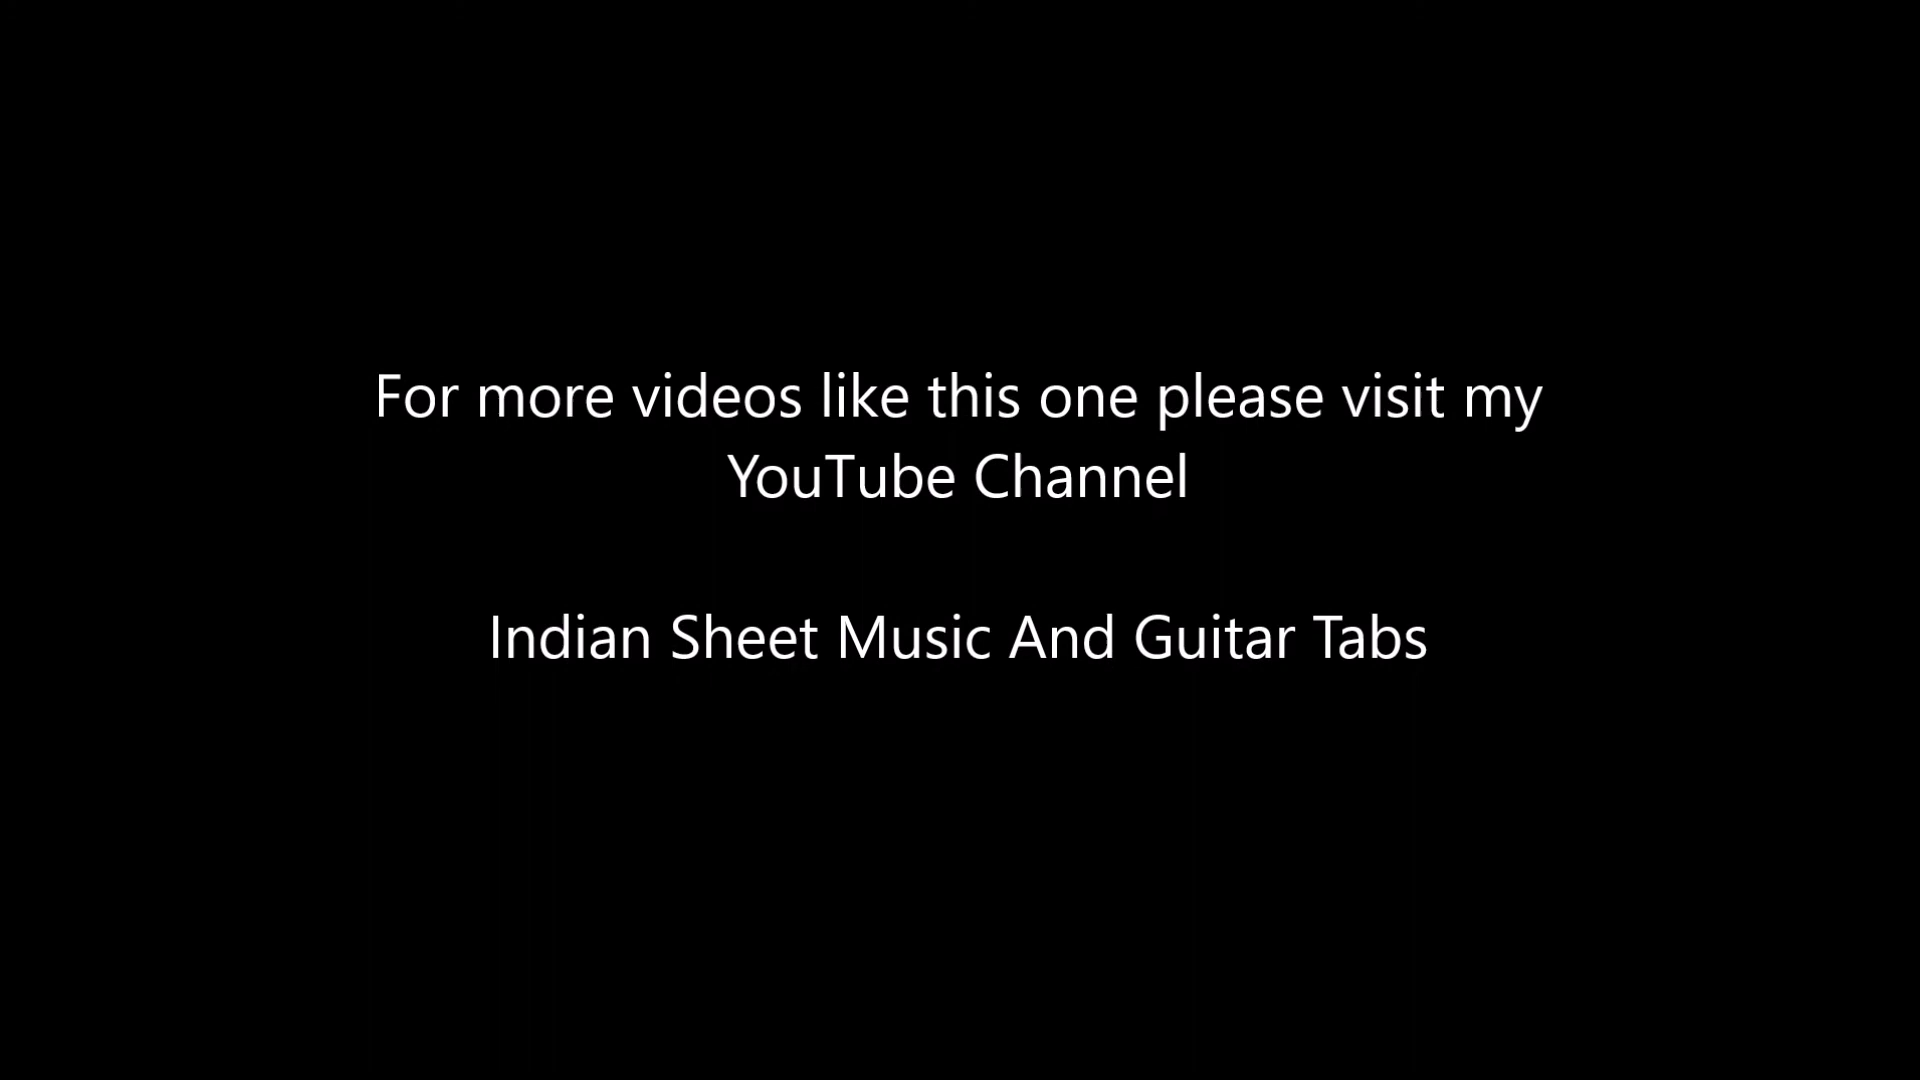 For more videos like this one please visit my
YouTube Channel
Indian Sheet Music And Guitar Tabs